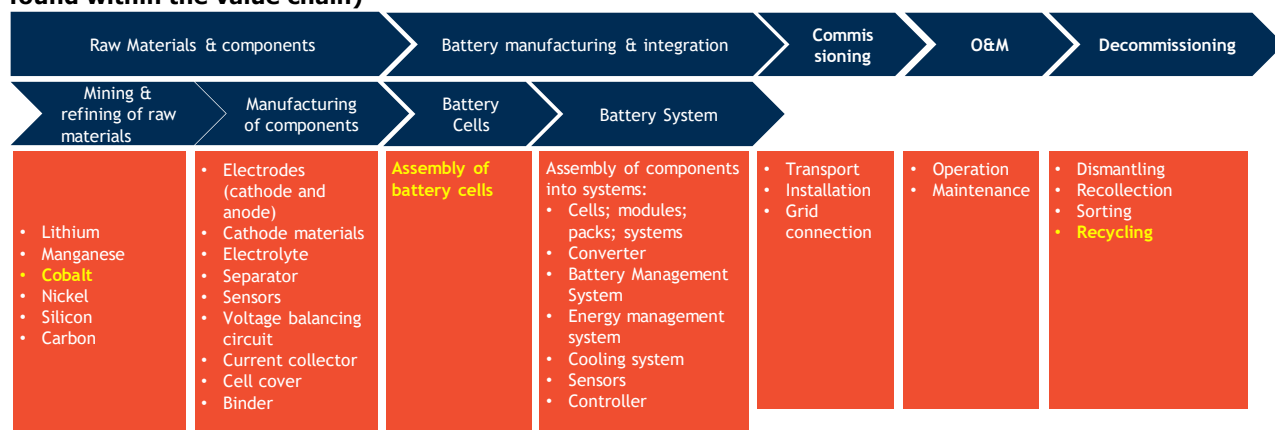 found within the value chain)
Raw Materials & components
Battery manufacturing & integration
Commis
sioning
O&M
Decommissioning
Mining &
refining of raw
materials
Manufacturing
of components
Battery
Cells
Battery System
• Lithium
• Manganese
• Cobalt
• Nickel
• Silicon
• Carbon
• Electrodes
(cathode and
anode)
• Cathode materials
• Electrolyte
• Separator
• Sensors
• Voltage balancing
circuit
• Current collector
• Cell cover
• Binder
Assembly of
battery cells
Assembly of components
into systems:
• Cells; modules;
packs; systems
• Converter
• Battery Management
System
• Energy management
system
• Cooling system
• Sensors
• Controller
• Transport
• Installation
• Grid
connection
• Operation
• Maintenance
• Dismantling
• Recollection
• Sorting
• Recycling